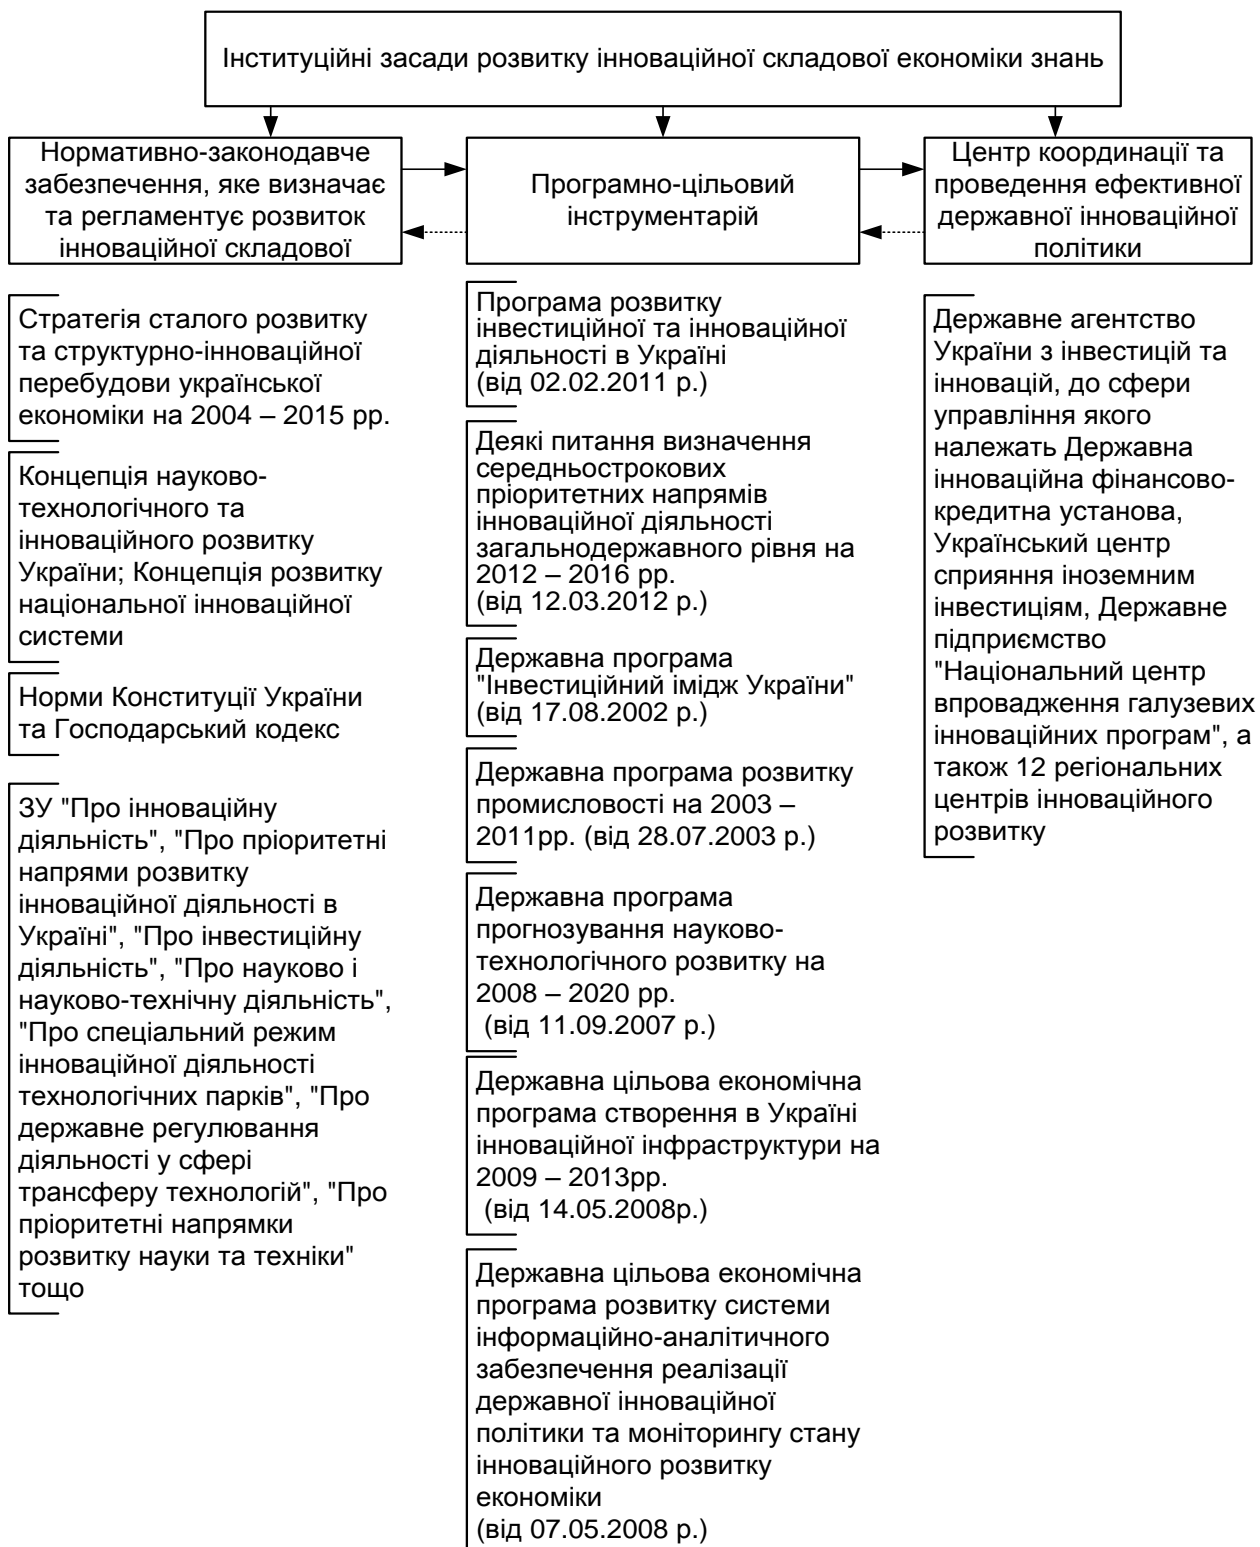 Інституційні засади розвитку інноваційної складової економіки знань
Нормативно-законодавче
забезпечення, яке визначає
та регламентує розвиток
інноваційної складової
Програмно-цільовий
інструментарій
Центр координації та
проведення ефективної
державної інноваційної
політики
Стратегія сталого розвитку
та структурно-інноваційної
перебудови української
економіки на 2004 – 2015 рр.
Концепція науково-
технологічного та
інноваційного розвитку
України; Концепція розвитку
національної інноваційної
системи
Норми Конституції України
та Господарський кодекс
ЗУ "Про інноваційну
діяльність", "Про пріоритетні
напрями розвитку
інноваційної діяльності в
Україні", "Про інвестиційну
діяльність", "Про науково і
науково-технічну діяльність",
"Про спеціальний режим
інноваційної діяльності
технологічних парків", "Про
державне регулювання
діяльності у сфері
трансферу технологій", "Про
пріоритетні напрямки
розвитку науки та техніки"
тощо
Програма розвитку
інвестиційної та інноваційної
діяльності в Україні
(від 02.02.2011 р.)
Деякі питання визначення
середньострокових
пріоритетних напрямів
інноваційної діяльності
загальнодержавного рівня на
2012 – 2016 рр.
(від 12.03.2012 р.)
Державна програма
"Інвестиційний імідж України"
(від 17.08.2002 р.)
Державна програма розвитку
промисловості на 2003 –
2011рр. (від 28.07.2003 р.)
Державна програма
прогнозування науково-
технологічного розвитку на
2008 – 2020 рр.
(від 11.09.2007 р.)
Державна цільова економічна
програма створення в Україні
інноваційної інфраструктури на
2009 – 2013рр.
(від 14.05.2008р.)
Державна цільова економічна
програма розвитку системи
інформаційно-аналітичного
забезпечення реалізації
державної інноваційної
політики та моніторингу стану
інноваційного розвитку
економіки
(від 07.05.2008 р.)
Державне агентство
України з інвестицій та
інновацій, до сфери
управління якого
належать Державна
інноваційна фінансово-
кредитна установа,
Український центр
сприяння іноземним
інвестиціям, Державне
підприємство
"Національний центр
впровадження галузевих
інноваційних програм", а
також 12 регіональних
центрів інноваційного
розвитку